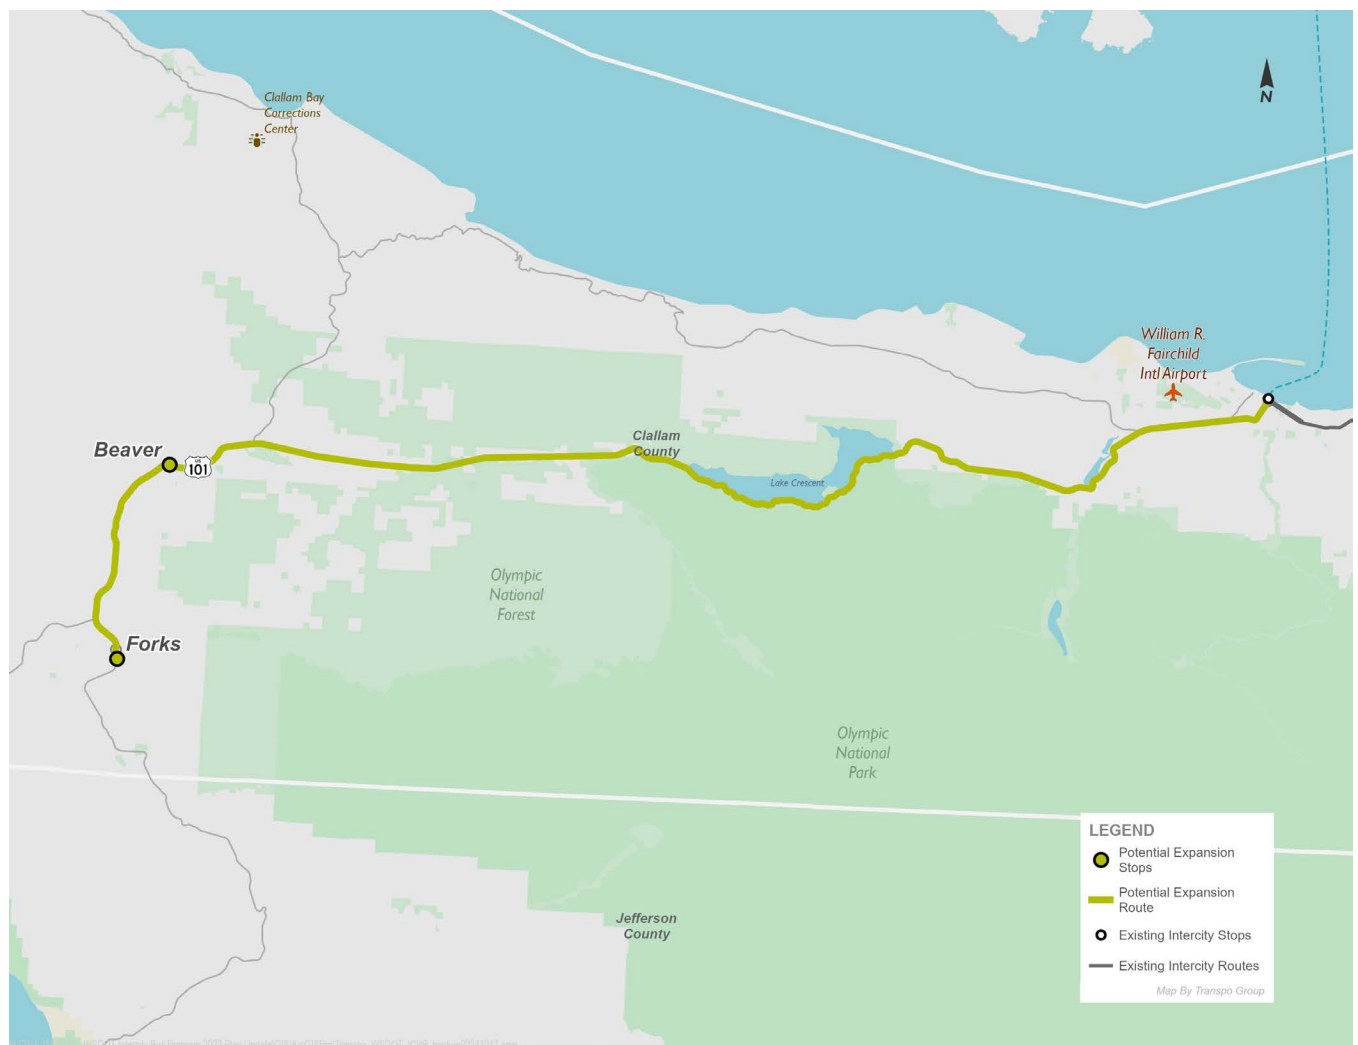 Clallam Bay
Corrections
Center
N
William R.
Fairchild
Intl Airport
Beaver
US
101
Clallam
County
Lake Crescent
Olympic
National
Forest
Forks
Olympic
National
Park
Jefferson
County
LEGEND
Potential Expansion
Stops
Potential Expansion
Route
Existing Intercity Stops
Existing Intercity Routes
Map By Transpo Group